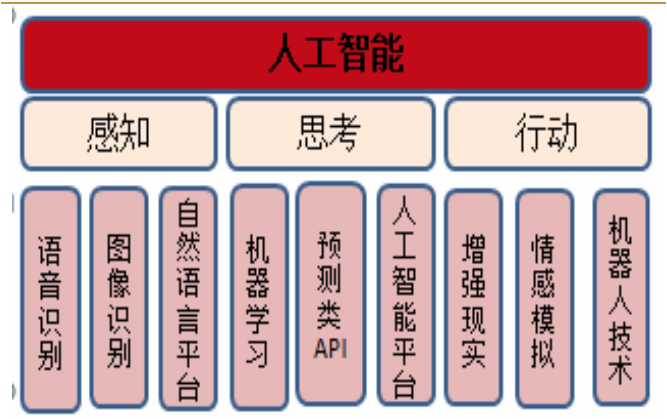 人工智能
感知
思考
行动
语音识别
图像识别
自然语言平台
机器学习
预测类API
人工智能平台
增强现实
情感模拟
机器人技术